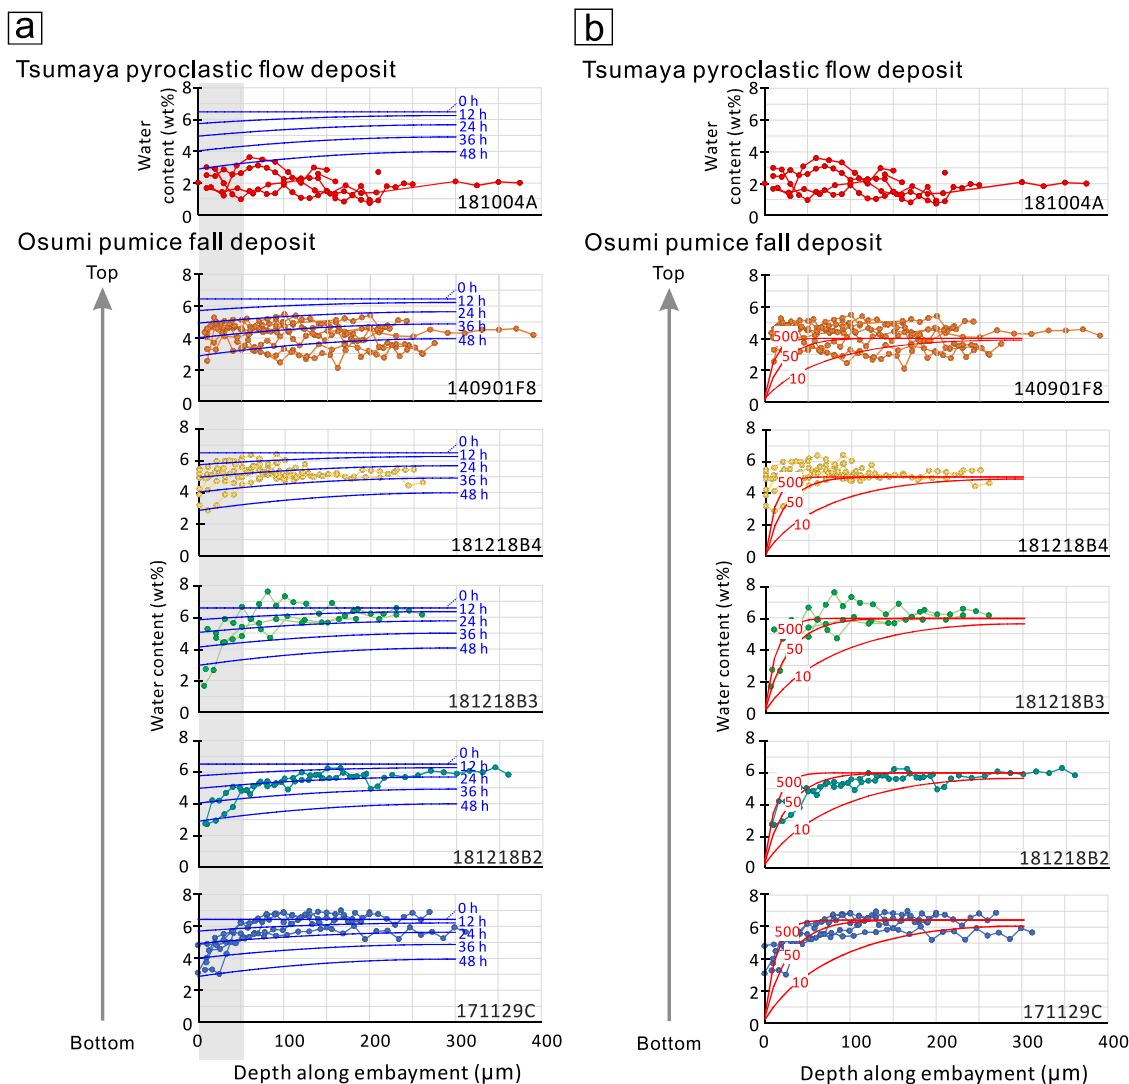 a
Tsumaya pyroclastic flow deposit
Water
content (wt%)
8
6
4
2
0
0 h
12 h
24 h
36 h
48 h
181004A
Osumi pumice fall deposit
Top
Bottom
Water content (wt%)
8
6
4
2
0
0 h
12 h
24 h
36 h
48 h
140901F8
8
6
4
2
0
0 h
12 h
24 h
36 h
48 h
181218B4
8
6
4
2
0
0 h
12 h
24 h
36 h
48 h
181218B3
8
6
4
2
0
0 h
12 h
24 h
36 h
48 h
181218B2
8
6
4
2
0
0 h
12 h
24 h
36 h
48 h
171129C
0 100 200 300 400
Depth along embayment (μm)
b
Tsumaya pyroclastic flow deposit
Water
content (wt%)
8
6
4
2
0
181004A
Osumi pumice fall deposit
Top
Bottom
Water content (wt%)
8
6
4
2
0
500
50
10
140901F8
8
6
4
2
0
500
50
10
181218B4
8
6
4
2
0
500
50
10
181218B3
8
6
4
2
0
500
50
10
181218B2
8
6
4
2
0
500
50
10
171129C
0 100 200 300 400
Depth along embayment (μm)